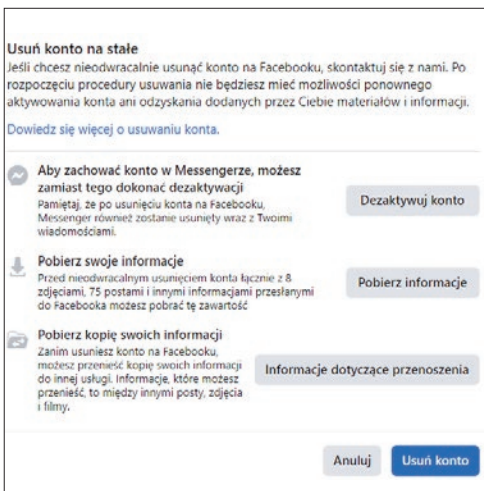 Usuń konto na stałe
Jeśli chcesz nieodwracalnie usunąć konto na Facebooku, skontaktuj się z nami. Po
rozpoczęciu procedury usuwania nie będziesz mieć możliwości ponownego
aktywowania konta ani odzyskania dodanych przez Ciebie materiałów i informacji.
Dowiedz się więcej o usuwaniu konta.
Aby zachować konto w Messengerze, możesz
zamiast tego dokonać dezaktywacji
Pamiętaj, że po usunięciu konta na Facebooku,
Messenger również zostanie usunięty wraz z Twoimi
wiadomościami.
Dezaktywuj konto
Pobierz swoje informacje
Przed nieodwracalnym usunięciem konta łącznie z 8
zdjęciami, 75 postami i innymi informacjami przesłanymi
do Facebooka możesz pobrać tę zawartość
Pobierz informacje
Pobierz kopię swoich informacji
Zanim usuniesz konto na Facebooku,
możesz przenieść kopię swoich informacji
do innej usługi. Informacje, które możesz
przenieść, to między innymi posty, zdjęcia
i filmy.
Informacje dotyczące przenoszenia
Anuluj
Usuń konto